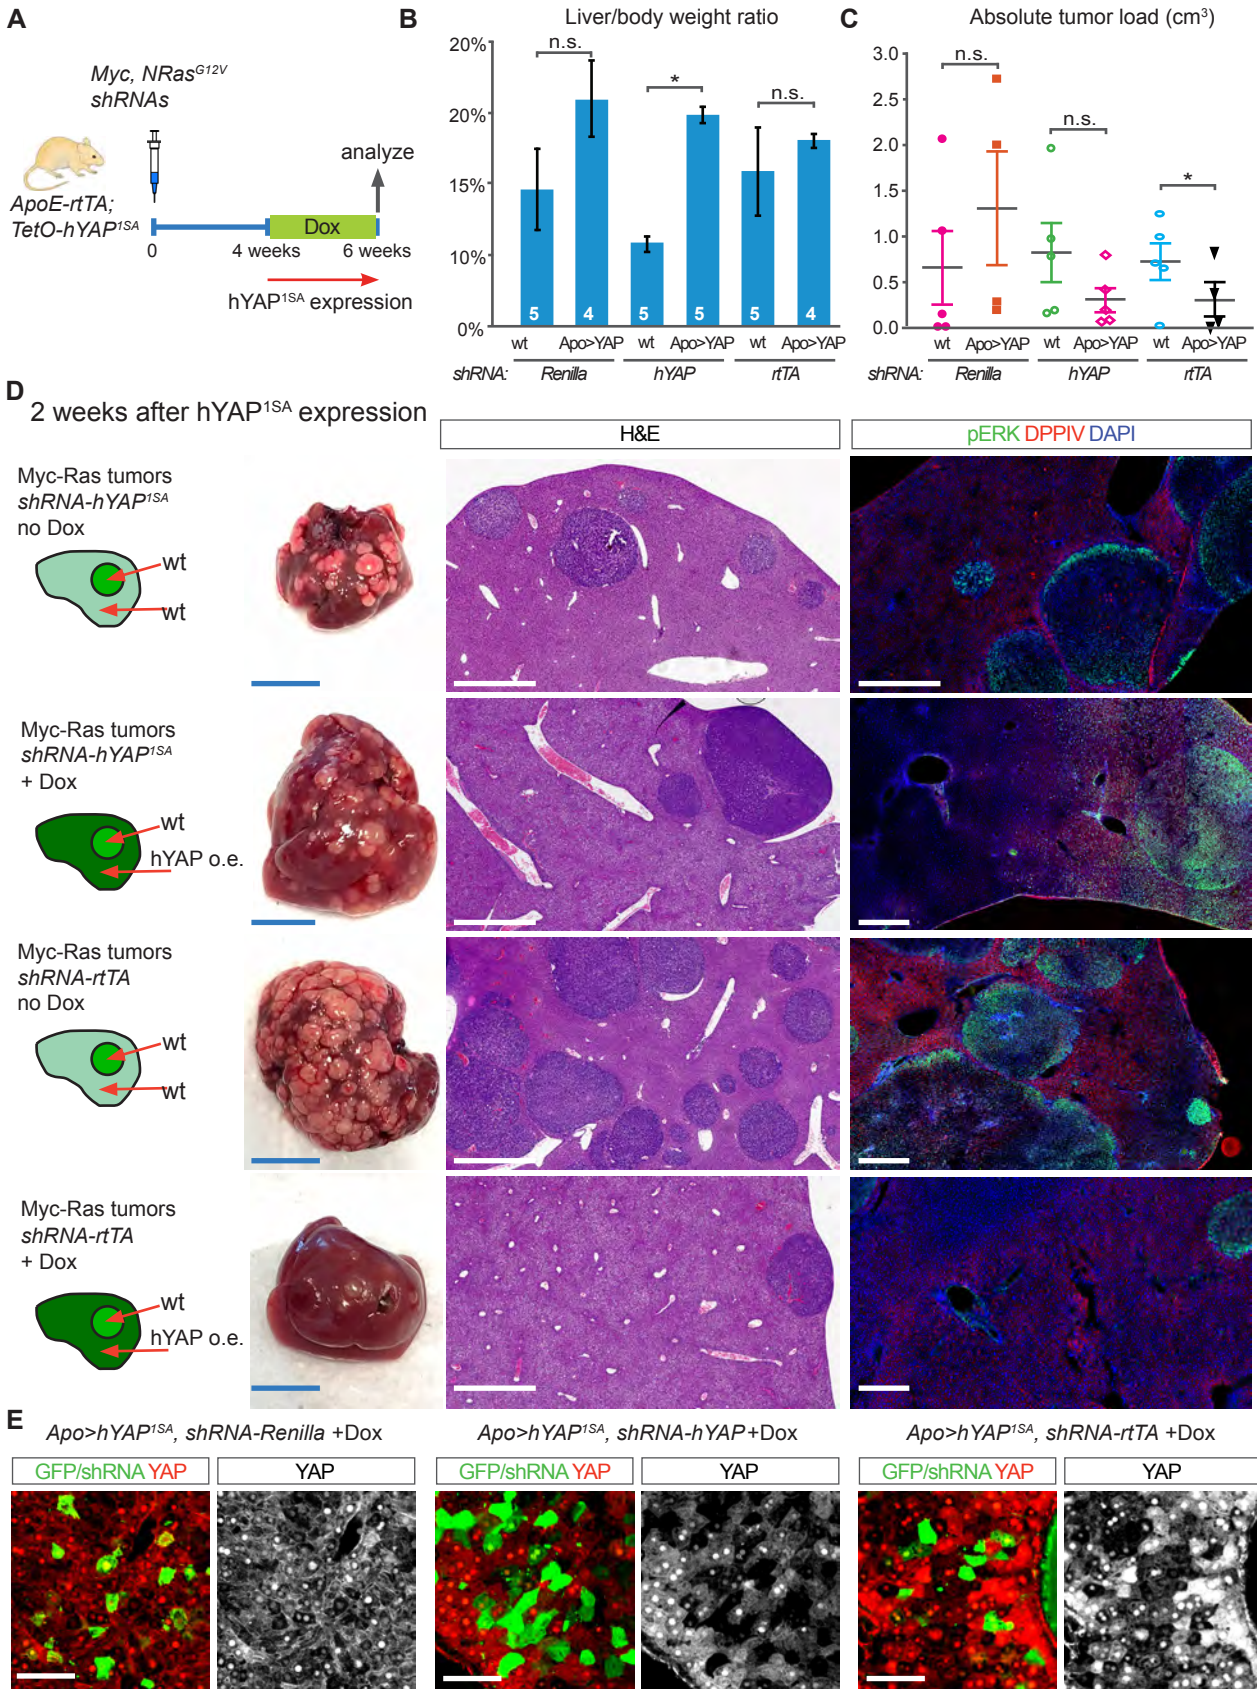 A
Myc, NRasG12V
shRNAs
ApoE-rtTA;
TetO-hYAP1SA
analyze
Dox
0
4 weeks
6 weeks
hYAP1SA expression
B
Liver/body weight ratio
20%
20%
15%
10%
0%
n.s.
*
n.s.
5
4
5
5
5
4
wt
Apo>YAP
wt
Apo>YAP
wt
Apo>YAP
shRNA:
Renilla
hYAP
rtTA
C
Absolute tumor load (cm3)
3.0
2.5
2.0
1.5
1.0
0.5
0.0
n.s.
n.s.
*
wt
Apo>YAP
wt
Apo>YAP
wt
Apo>YAP
shRNA:
Renilla
hYAP
rtTA
D
2 weeks after hYAP1SA expression
H&E
pERK DPPIV DAPI
Myc-Ras tumors
shRNA-hYAP1SA
no Dox
wt
wt
Myc-Ras tumors
shRNA-hYAP1SA
+ Dox
wt
hYAP o.e.
Myc-Ras tumors
shRNA-rtTA
no Dox
wt
wt
Myc-Ras tumors
shRNA-rtTA
+ Dox
wt
hYAP o.e.
E
Apo>hYAP1SA, shRNA-Renilla +Dox
GFP/shRNA YAP
YAP
Apo>hYAP1SA, shRNA-hYAP +Dox
GFP/shRNA YAP
YAP
Apo>hYAP1SA, shRNA-rtTA +Dox
GFP/shRNA YAP
YAP